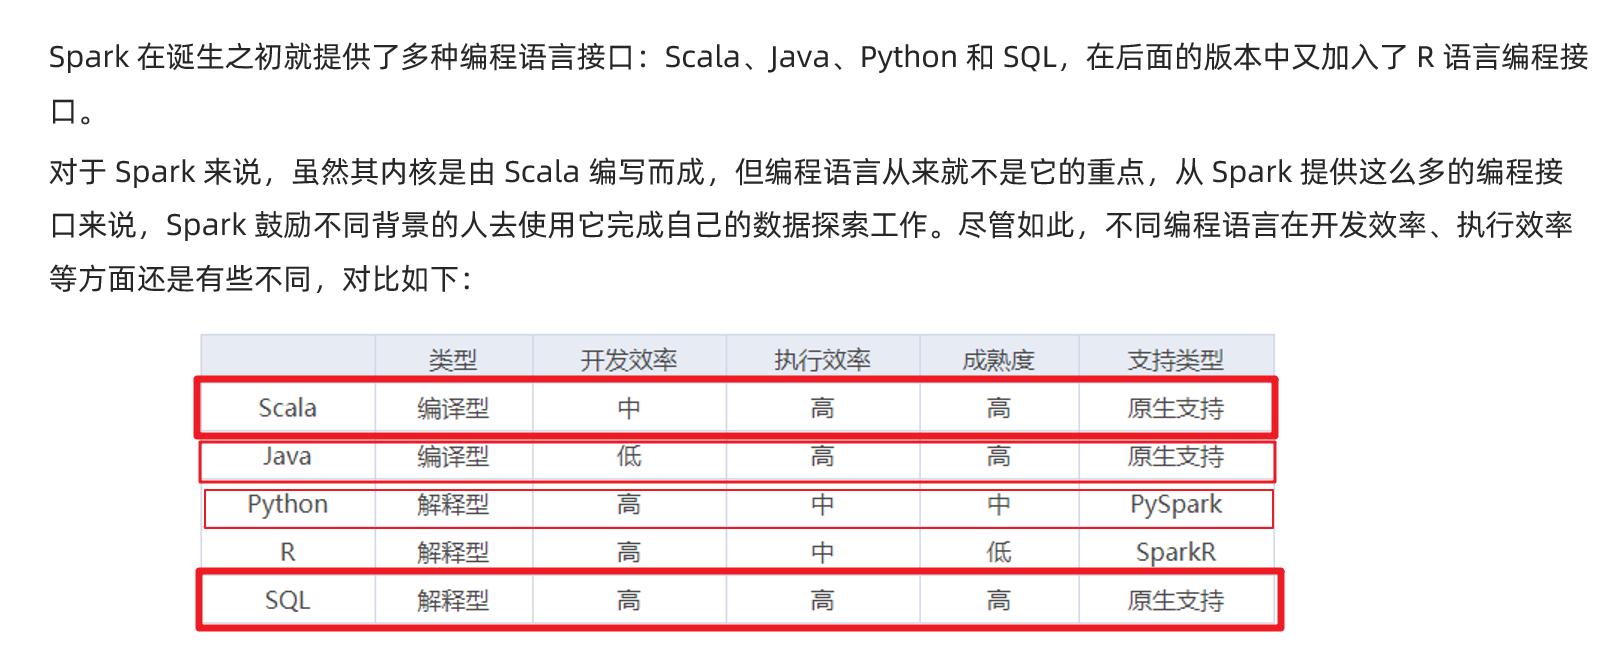 Spark 在诞生之初就提供了多种编程语言接口：Scala、Java、Python 和 SQL，在后面的版本中又加入了 R 语言编程接
口。
对于 Spark 来说，虽然其内核是由 Scala 编写而成，但编程语言从来就不是它的重点，从 Spark 提供这么多的编程接
口来说，Spark 鼓励不同背景的人去使用它完成自己的数据探索工作。尽管如此，不同编程语言在开发效率、执行效率
等方面还是有些不同，对比如下：
类型 开发效率 执行效率 成熟度 支持类型
Scala 编译型 中 高 高 原生支持
Java 编译型 低 高 高 原生支持
Python 解释型 高 中 中 PySpark
R 解释型 高 中 低 SparkR
SQL 解释型 高 高 高 原生支持